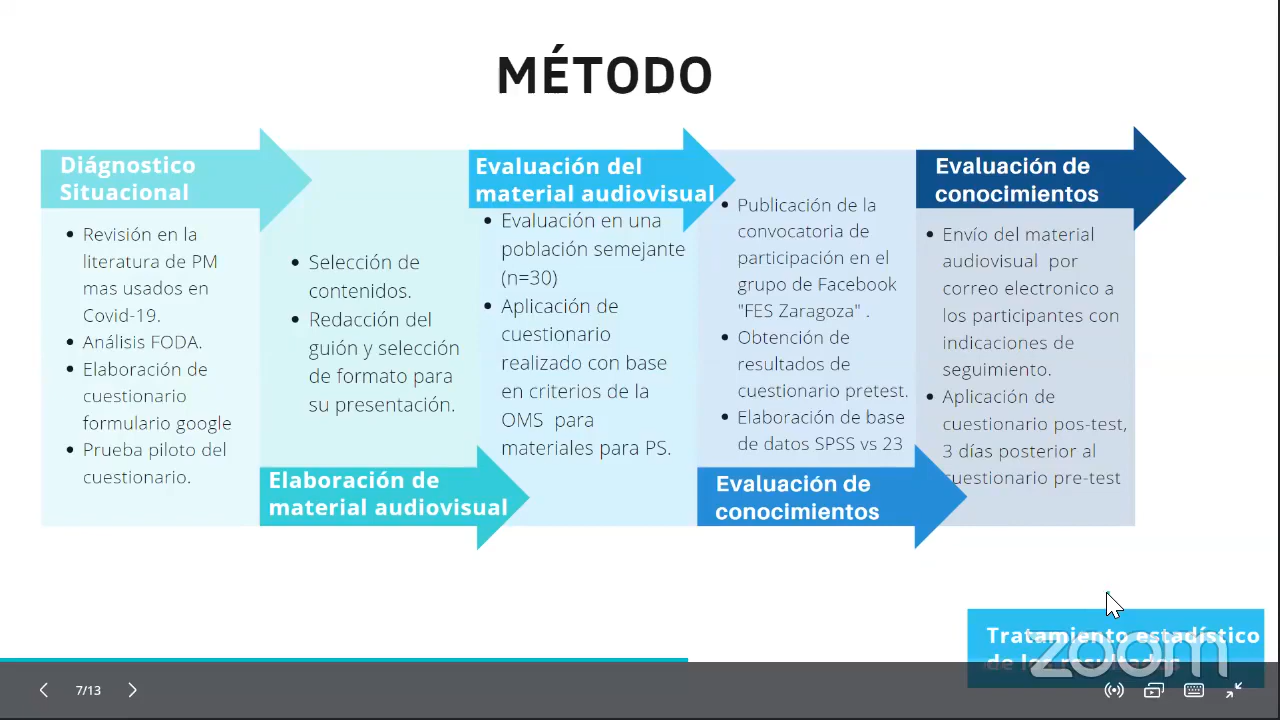 MÉTODO
Diágnostico
Situacional
• Revisión en la
literatura de PM
mas usados en
Covid-19.
• Análisis FODA.
• Elaboración de
cuestionario
formulario google
• Prueba piloto del
cuestionario.
• Selección de
contenidos.
• Redacción del
guión y selección
de formato para
su presentación.
Elaboración de
material audiovisual
Evaluación del
material audiovisual
• Evaluación en una
población semejante
(n=30)
• Aplicación de
cuestionario
realizado con base
en criterios de la
OMS para
materiales para PS.
• Publicación de la
convocatoria de
participación en el
grupo de Facebook
"FES Zaragoza" .
• Obtención de
resultados de
cuestionario pretest.
• Elaboración de base
de datos SPSS vs 23
Evaluación de
conocimientos
Evaluación de
conocimientos
• Envío del material
audiovisual por
correo electronico a
los participantes con
indicaciones de
seguimiento.
• Aplicación de
cuestionario pos-test,
3 días posterior al
cuestionario pre-test
Tratamiento estadístico
de los resultados
zoom
7/13